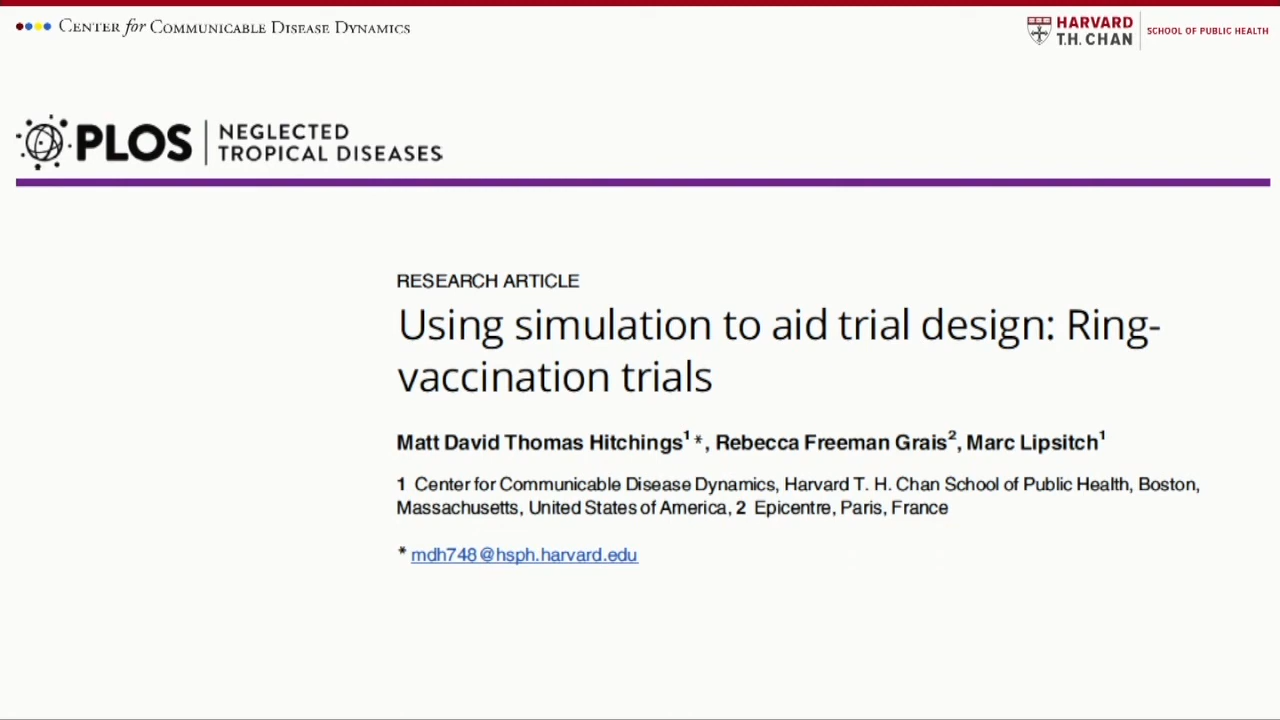 CENTER for COMMUNICABLE DISEASE DYNAMICS
HARVARD
T.H. CHAN
SCHOOL OF PUBLIC HEALTH
PLOS
NEGLECTED
TROPICAL DISEASES
RESEARCH ARTICLE
Using simulation to aid trial design: Ring-
vaccination trials
Matt David Thomas Hitchings1*, Rebecca Freeman Grais2, Marc Lipsitch1
1 Center for Communicable Disease Dynamics, Harvard T. H. Chan School of Public Health, Boston,
Massachusetts, United States of America, 2 Epicentre, Paris, France
* mdh748@hsph.harvard.edu